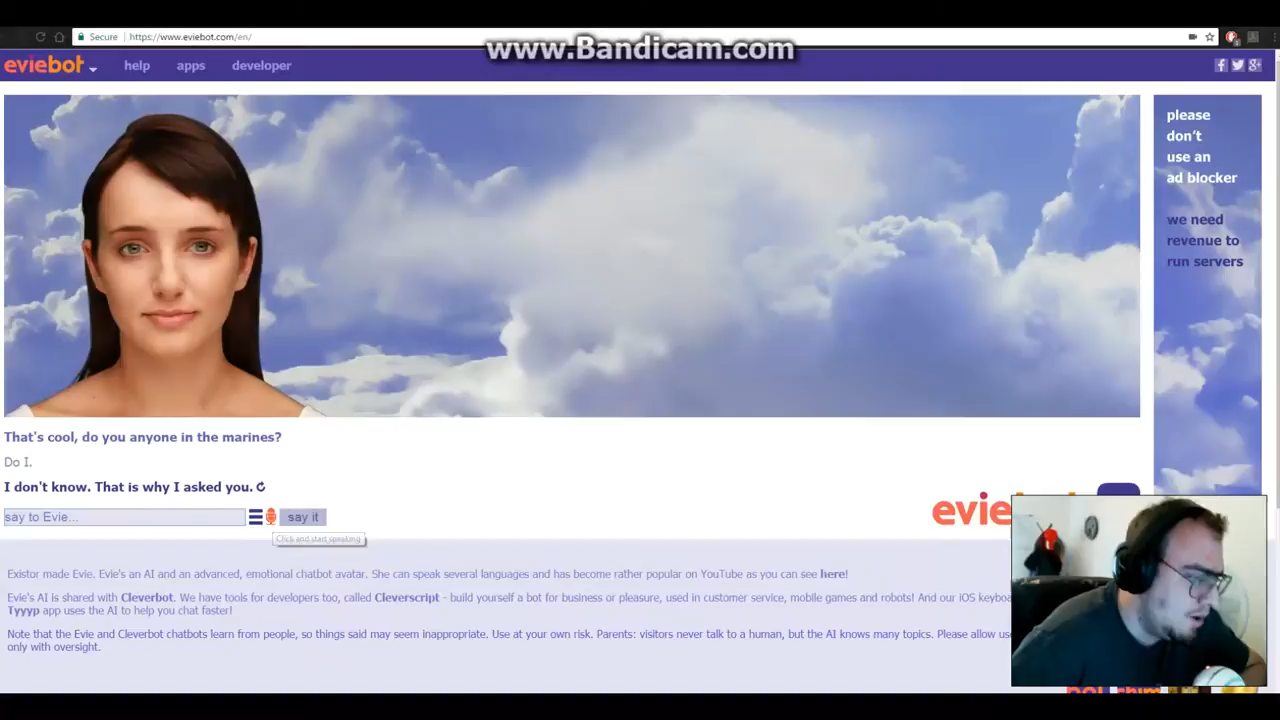 Secure https://www.eviebot.com/en/
www.Bandicam.com
eviebot help apps developer
please
don't
use an
ad blocker
we need
revenue to
run servers
That's cool, do you anyone in the marines?
Do I.
I don't know. That is why I asked you.
say to Evie... say it
Click and start speaking
Existor made Evie. Evie's an AI and an advanced, emotional chatbot avatar. She can speak several languages and has become rather popular on YouTube as you can see here!
Evie's AI is shared with Cleverbot. We have tools for developers too, called Cleverscript - build yourself a bot for business or pleasure, used in customer service, mobile games and robots! And our iOS keyboa
Tyyyp app uses the AI to help you chat faster!
Note that the Evie and Cleverbot chatbots learn from people, so things said may seem inappropriate. Use at your own risk. Parents: visitors never talk to a human, but the AI knows many topics. Please allow us
only with oversight.